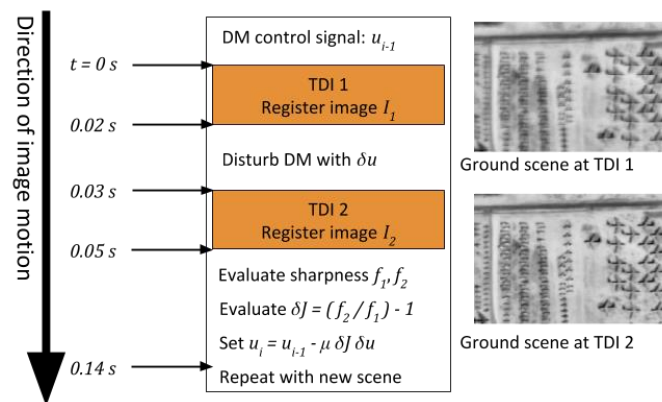 Direction of image motion
DM control signal: u_{i-1}
t = 0 s
TDI 1
Register image I_1
0.02 s
Disturb DM with δu
0.03 s
TDI 2
Register image I_2
0.05 s
Evaluate sharpness f_1, f_2
Evaluate δJ = ( f_2 / f_1 ) - 1
Set u_i = u_{i-1} - μ δJ δu
0.14 s
Repeat with new scene
Ground scene at TDI 1
Ground scene at TDI 2